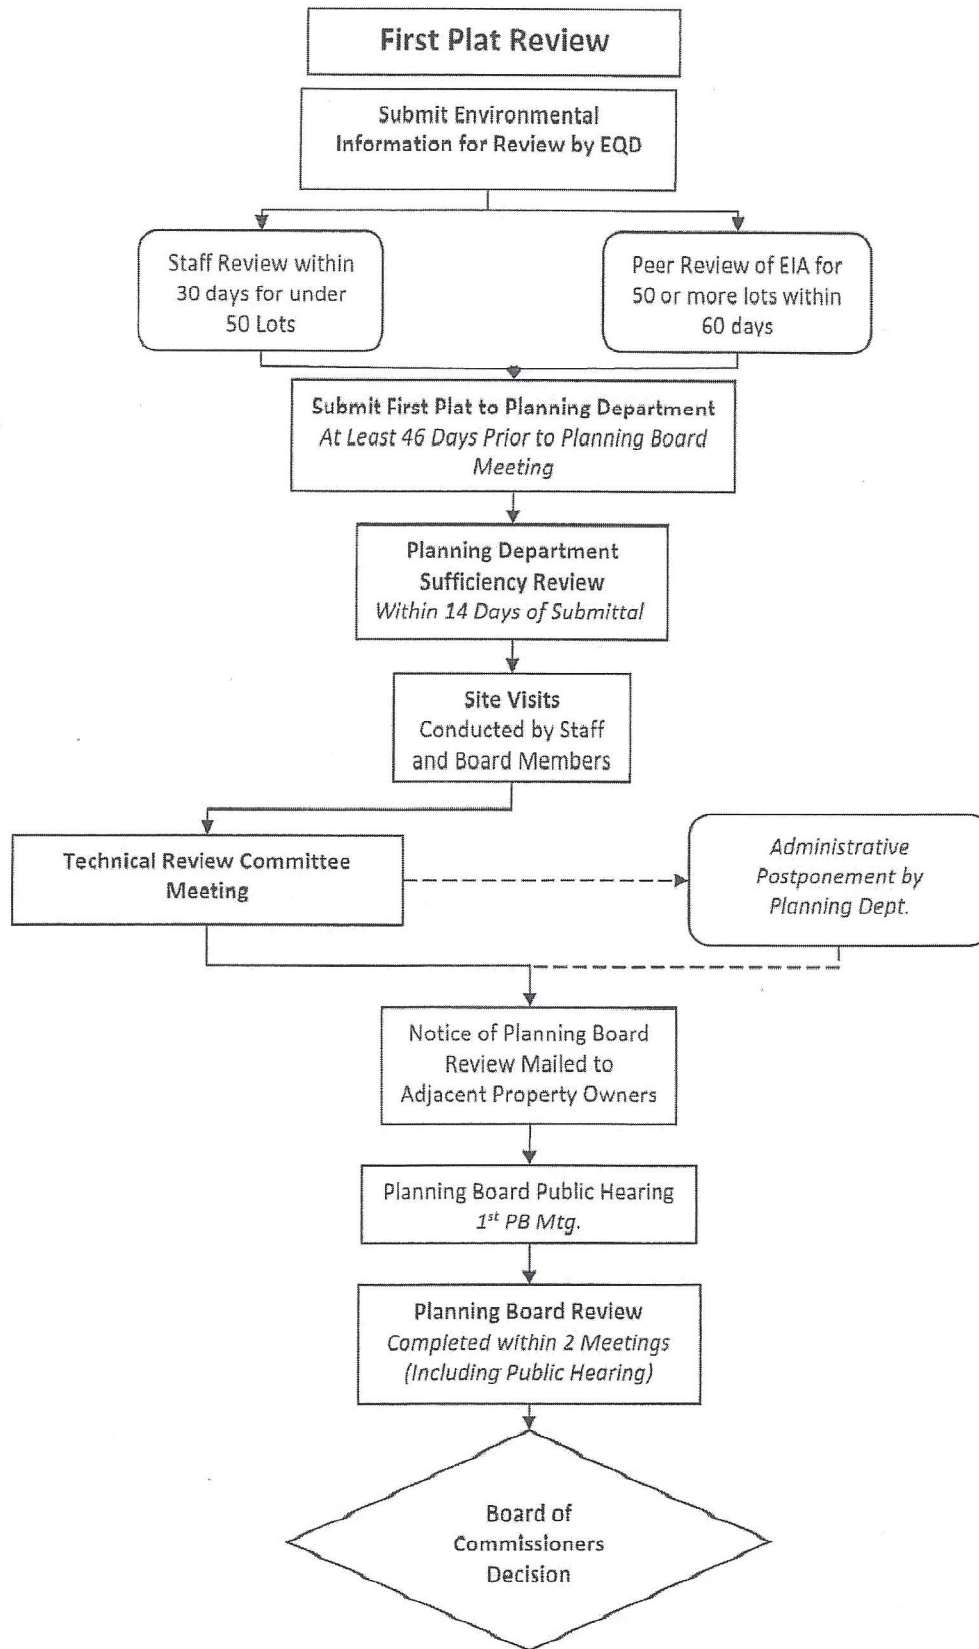 First Plat Review
Submit Environmental
Information for Review by EQD
Staff Review within
30 days for under
50 Lots
Peer Review of EIA for
50 or more lots within
60 days
Submit First Plat to Planning Department
At Least 46 Days Prior to Planning Board
Meeting
Planning Department
Sufficiency Review
Within 14 Days of Submittal
Site Visits
Conducted by Staff
and Board Members
Technical Review Committee
Meeting
Administrative
Postponement by
Planning Dept.
Notice of Planning Board
Review Mailed to
Adjacent Property Owners
Planning Board Public Hearing
1st PB Mtg.
Planning Board Review
Completed within 2 Meetings
(Including Public Hearing)
Board of
Commissioners
Decision